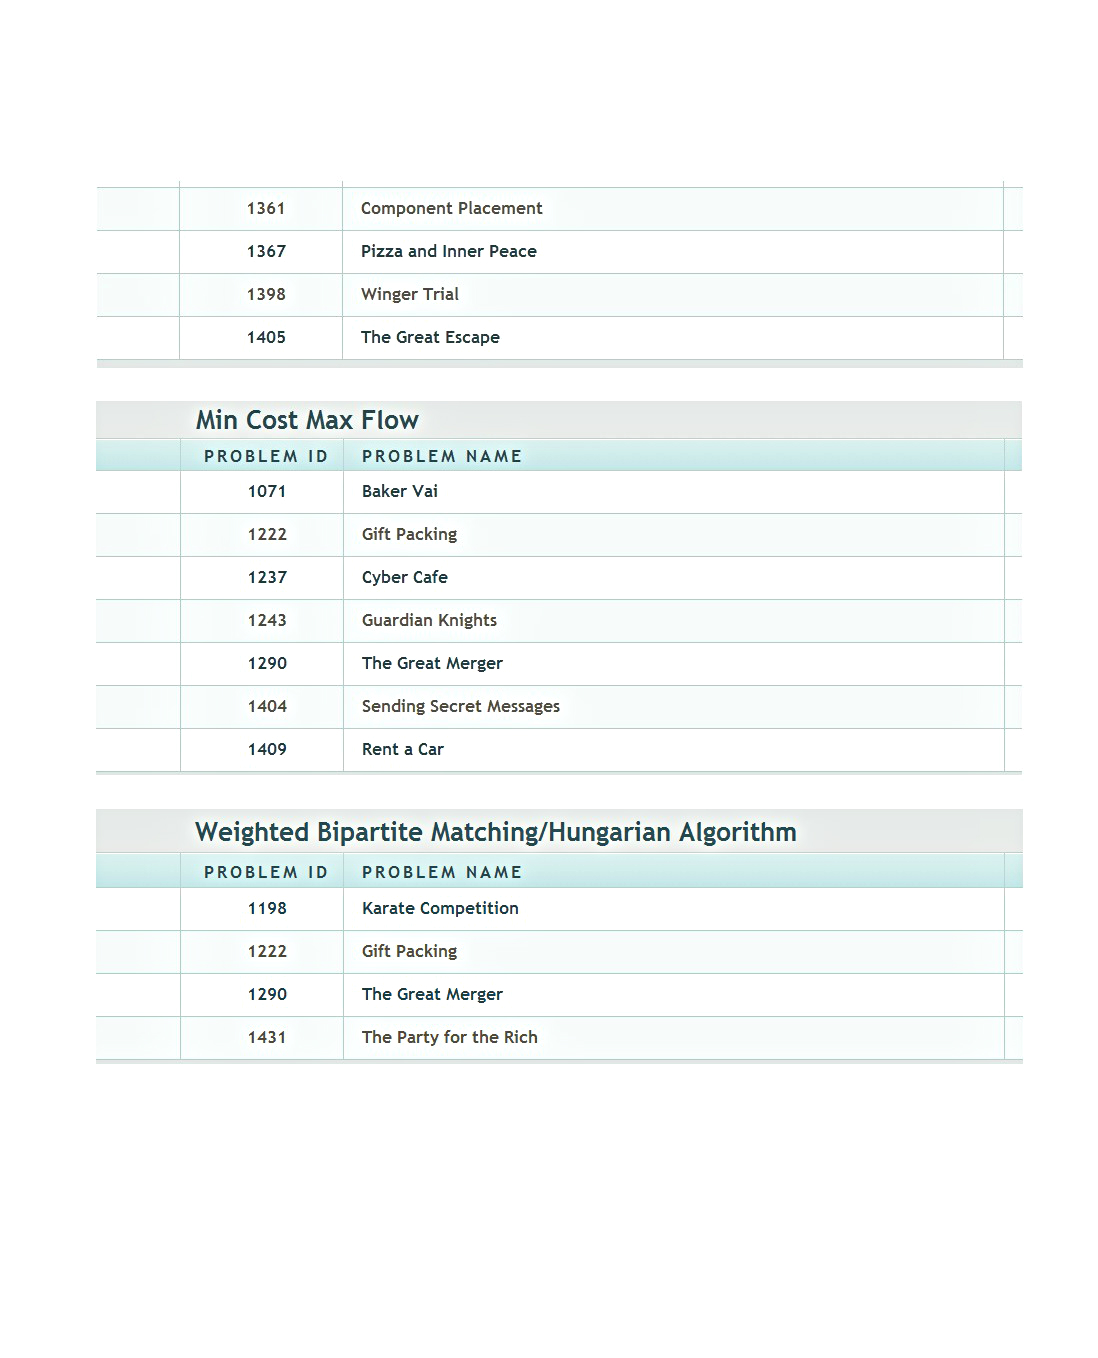 1361 Component Placement
1367 Pizza and Inner Peace
1398 Winger Trial
1405 The Great Escape
Min Cost Max Flow
PROBLEM ID PROBLEM NAME
1071 Baker Vai
1222 Gift Packing
1237 Cyber Cafe
1243 Guardian Knights
1290 The Great Merger
1404 Sending Secret Messages
1409 Rent a Car
Weighted Bipartite Matching/Hungarian Algorithm
PROBLEM ID PROBLEM NAME
1198 Karate Competition
1222 Gift Packing
1290 The Great Merger
1431 The Party for the Rich